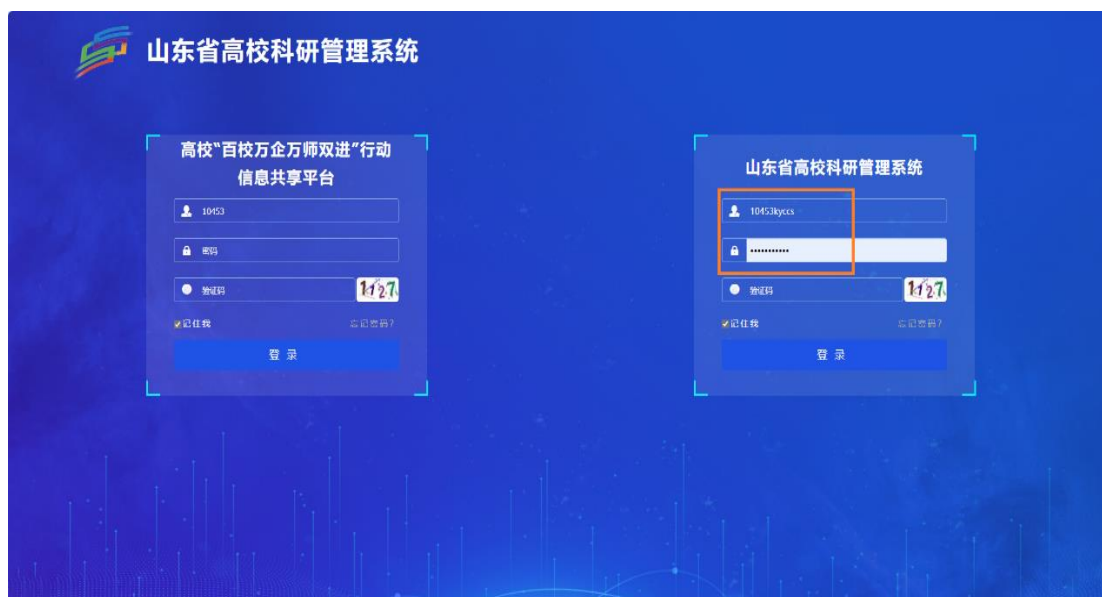 山东省高校科研管理系统
高校“百校万企万师双进”行动
信息共享平台
10453
密码
验证码
1127
记住我
忘记密码?
登 录
山东省高校科研管理系统
10453kyccs
•••••••••••
验证码
1127
记住我
忘记密码?
登 录